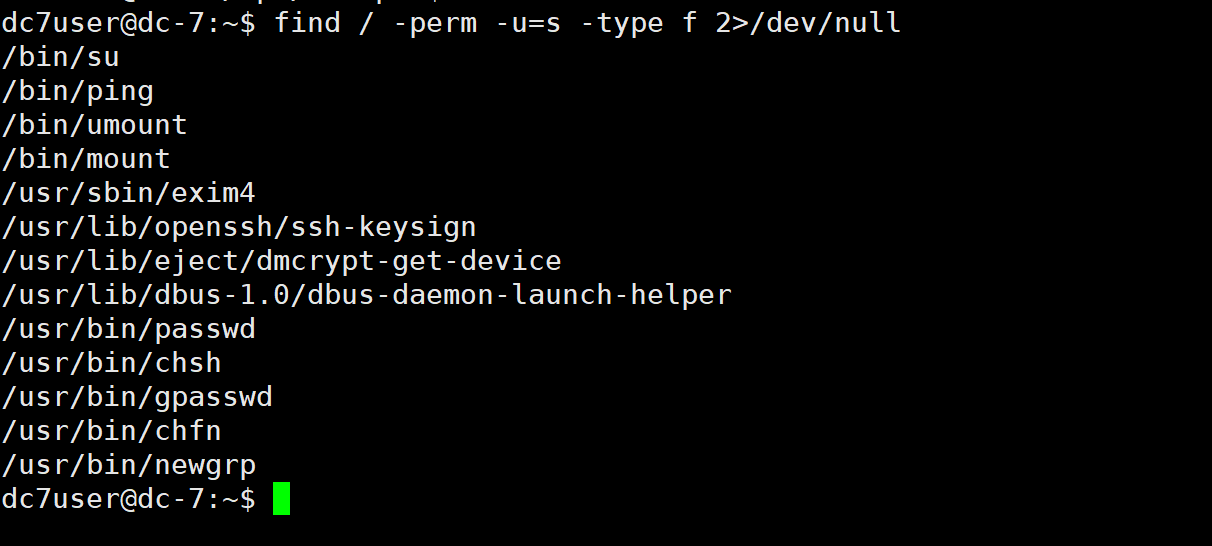 dc7user@dc-7:~$ find / -perm -u=s -type f 2>/dev/null
/bin/su
/bin/ping
/bin/umount
/bin/mount
/usr/sbin/exim4
/usr/lib/openssh/ssh-keysign
/usr/lib/eject/dmcrypt-get-device
/usr/lib/dbus-1.0/dbus-daemon-launch-helper
/usr/bin/passwd
/usr/bin/chsh
/usr/bin/gpasswd
/usr/bin/chfn
/usr/bin/newgrp
dc7user@dc-7:~$